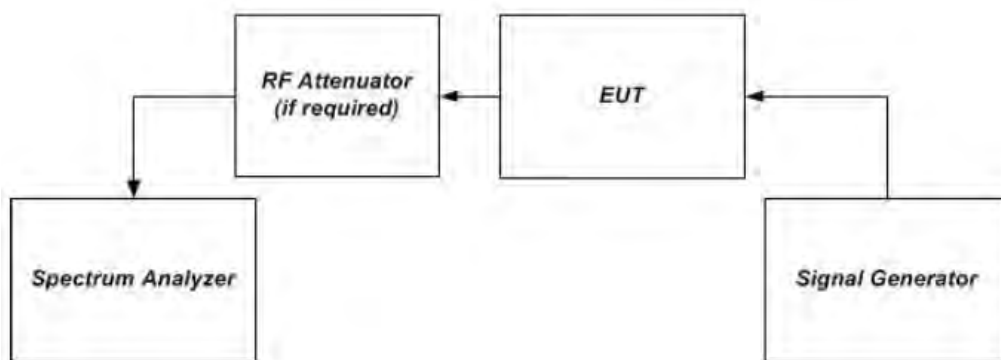 RF Attenuator
(if required)
EUT
Spectrum Analyzer
Signal Generator